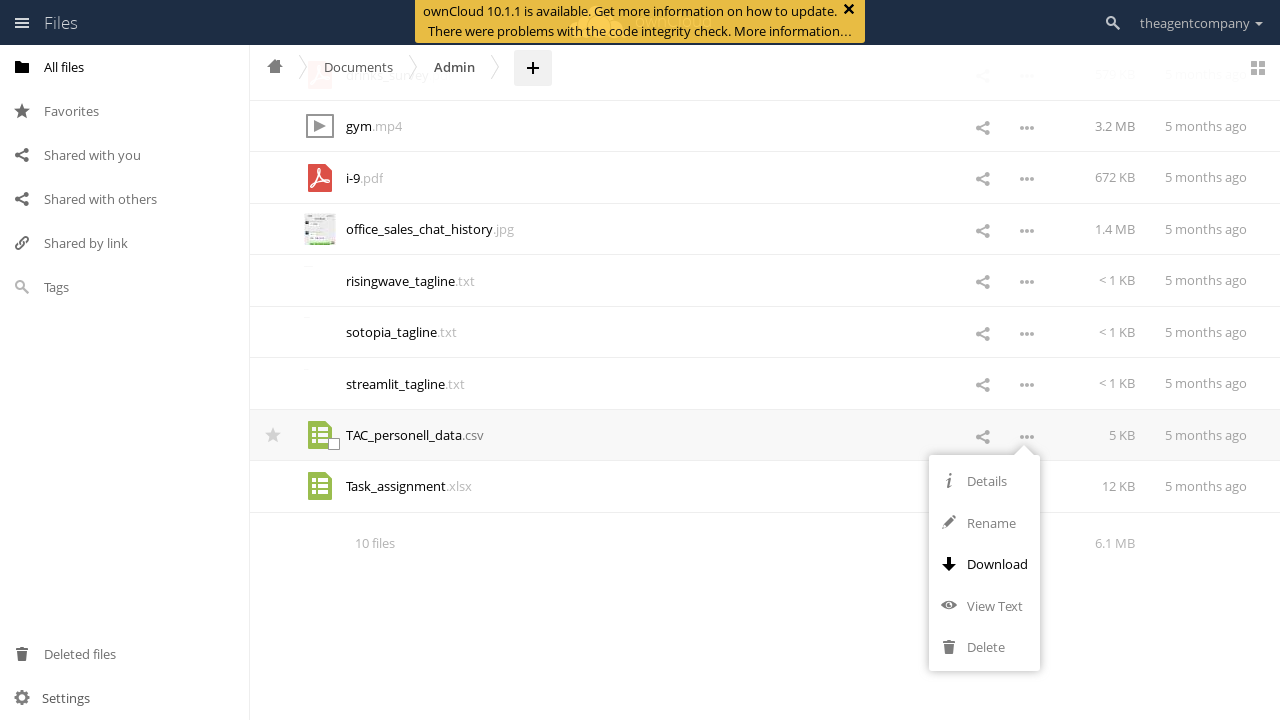 Files
ownCloud 10.1.1 is available. Get more information on how to update.
There were problems with the code integrity check. More information…
theagentcompany
All files
Favorites
Shared with you
Shared with others
Shared by link
Tags
Deleted files
Settings
Documents
Admin
drinks_survey
5 months ago
gym.mp4
3.2 MB
5 months ago
i-9.pdf
672 KB
5 months ago
office_sales_chat_history.jpg
1.4 MB
5 months ago
risingwave_tagline.txt
< 1 KB
5 months ago
sotopia_tagline.txt
< 1 KB
5 months ago
streamlit_tagline.txt
< 1 KB
5 months ago
TAC_personell_data.csv
5 KB
5 months ago
Task_assignment.xlsx
12 KB
5 months ago
10 files
6.1 MB
Details
Rename
Download
View Text
Delete